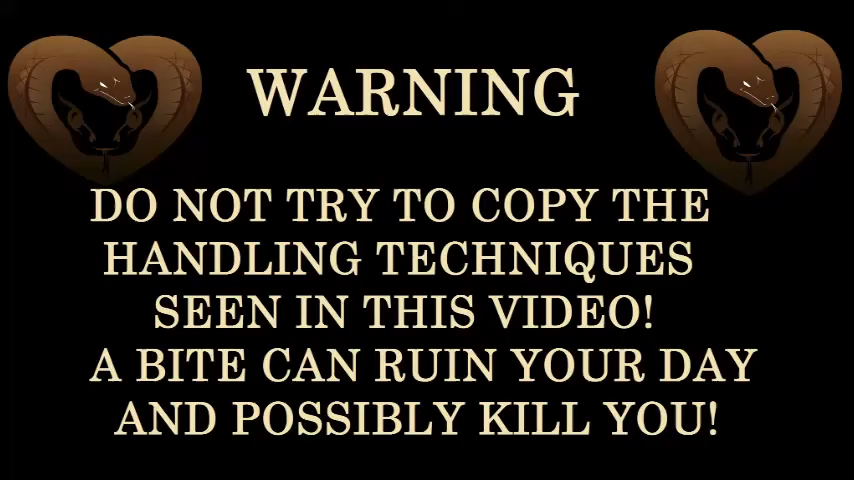 WARNING
DO NOT TRY TO COPY THE
HANDLING TECHNIQUES
SEEN IN THIS VIDEO!
A BITE CAN RUIN YOUR DAY
AND POSSIBLY KILL YOU!